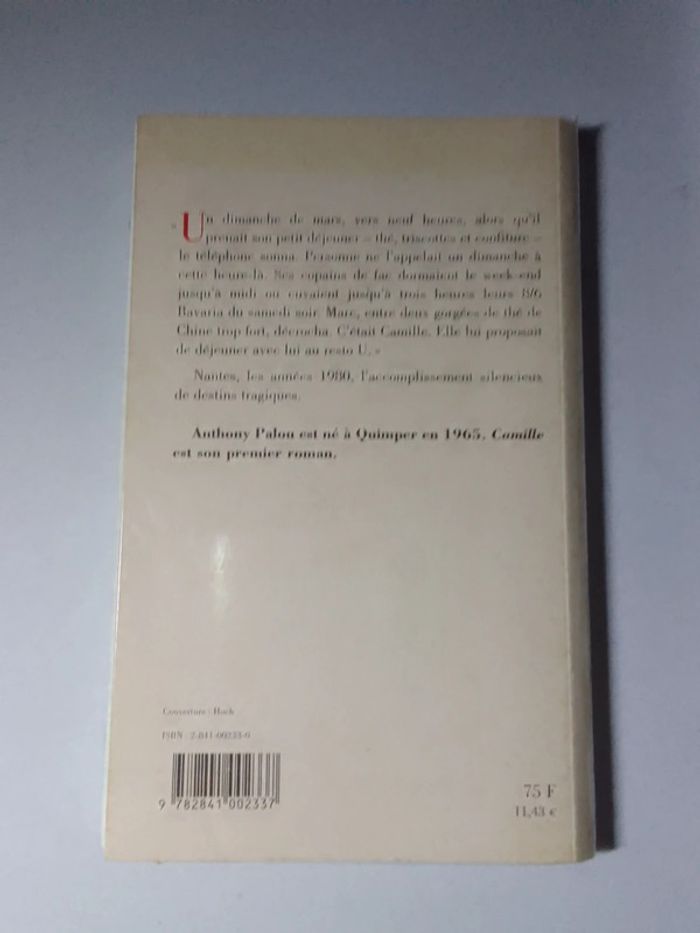 « Un dimanche de mars, vers neuf heures, alors qu'il
prenait son petit déjeuner – thé, triscottes et confiture –
le téléphone sonna. Personne ne l'appelait un dimanche à
cette heure-là. Ses copains de fac dormaient le week-end
jusqu'à midi ou cuvaient jusqu'à trois heures leurs 8/6
Bavaria du samedi soir. Marc, entre deux gorgées de thé de
Chine trop fort, décrocha. C'était Camille. Elle lui proposait
de déjeuner avec lui au resto U. »
Nantes, les années 1980, l'accomplissement silencieux
de destins tragiques.
Anthony Palou est né à Quimper en 1965. Camille
est son premier roman.
Couverture : Hoch
ISBN : 2-841-00233-0
9 782841 002337
75 F
11,43 €